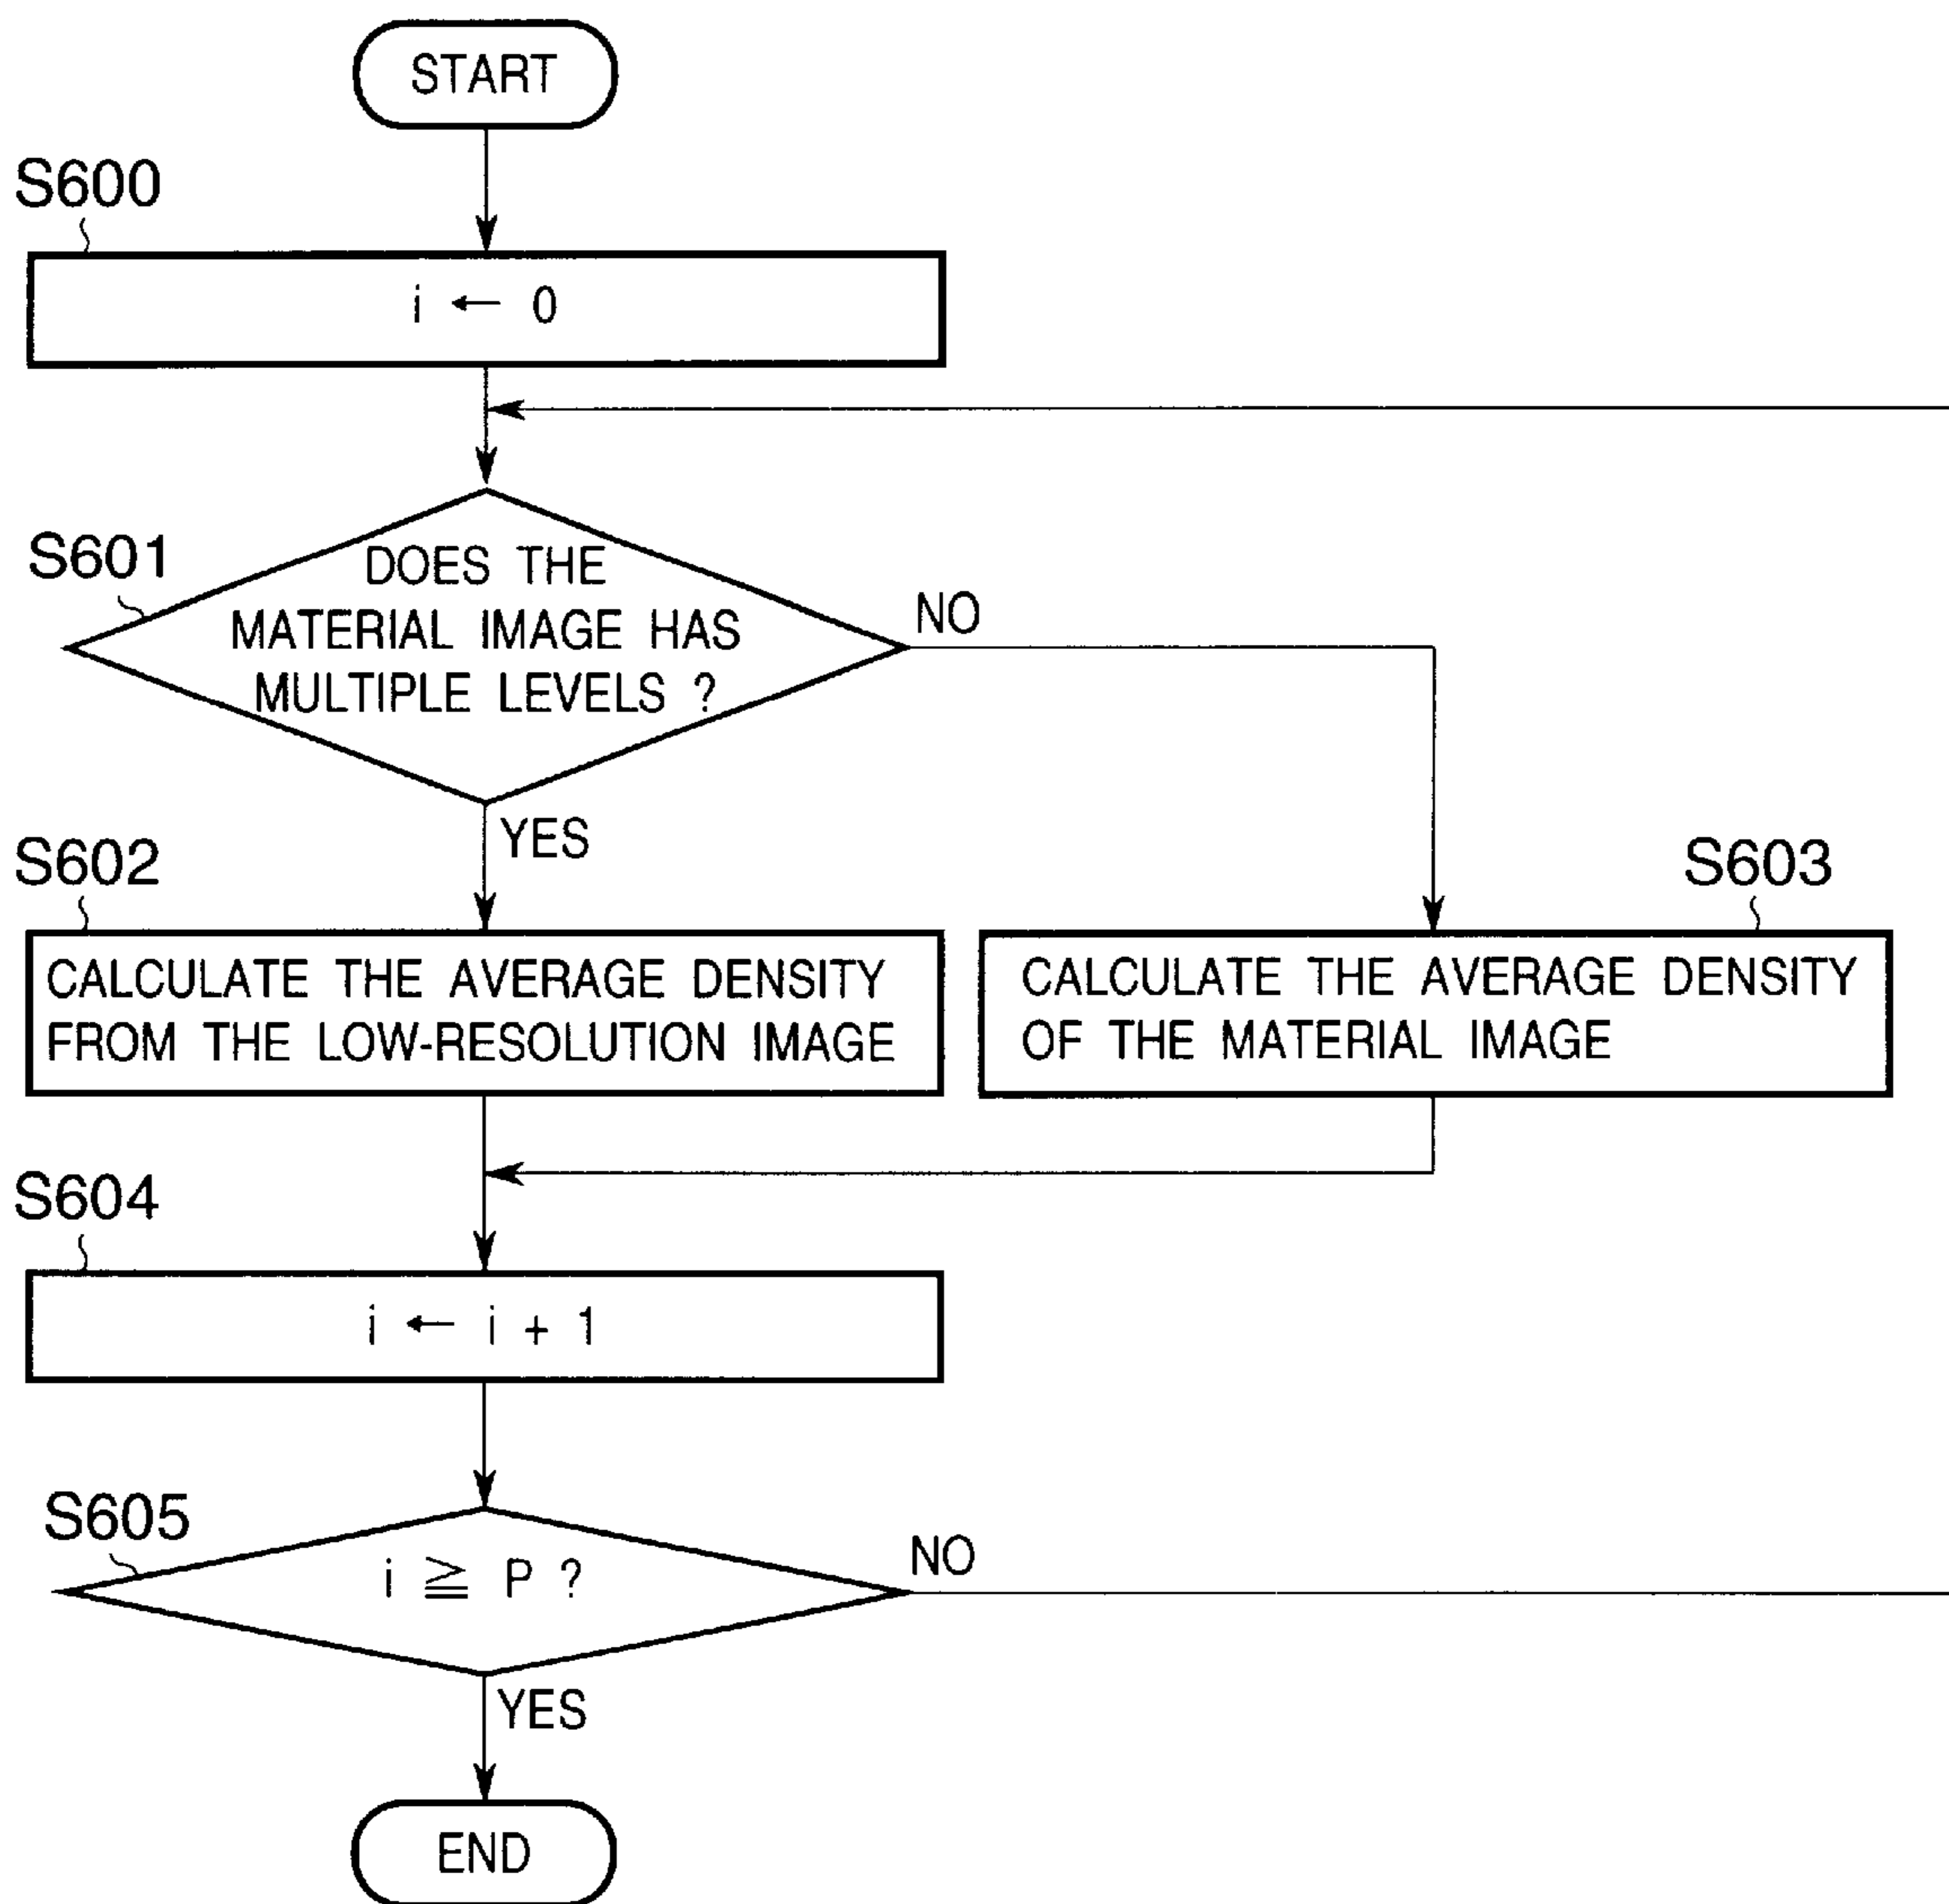 START
S600
i ← 0
S601
DOES THE
MATERIAL IMAGE HAS
MULTIPLE LEVELS ?
NO
YES
S602
CALCULATE THE AVERAGE DENSITY
FROM THE LOW-RESOLUTION IMAGE
S603
CALCULATE THE AVERAGE DENSITY
OF THE MATERIAL IMAGE
S604
i ← i + 1
S605
i ≧ P ?
NO
YES
END